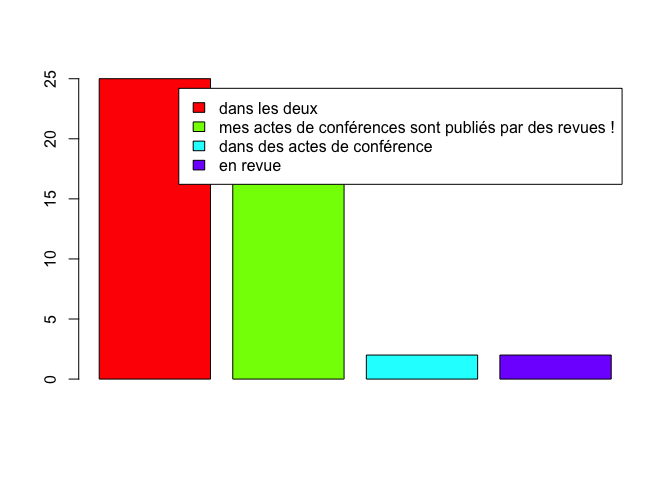 25
20
15
10
5
0
dans les deux
mes actes de conférences sont publiés par des revues !
dans des actes de conférence
en revue